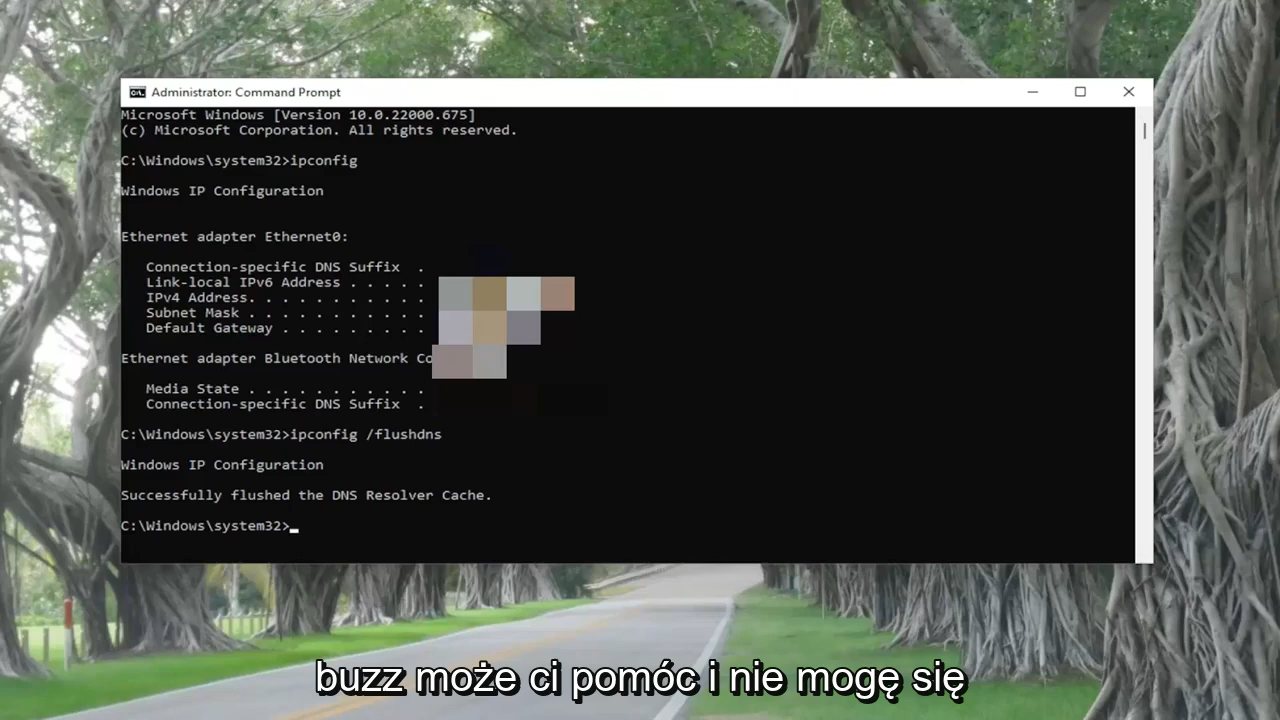 Administrator: Command Prompt
Microsoft Windows [Version 10.0.22000.675]
(c) Microsoft Corporation. All rights reserved.
C:\Windows\system32>ipconfig
Windows IP Configuration
Ethernet adapter Ethernet0:
Connection-specific DNS Suffix .
Link-local IPv6 Address . . . . .
IPv4 Address. . . . . . . . . . .
Subnet Mask . . . . . . . . . . .
Default Gateway . . . . . . . . .
Ethernet adapter Bluetooth Network Co
Media State . . . . . . . . . . .
Connection-specific DNS Suffix .
C:\Windows\system32>ipconfig /flushdns
Windows IP Configuration
Successfully flushed the DNS Resolver Cache.
C:\Windows\system32>
buzz może ci pomóc i nie mogę się